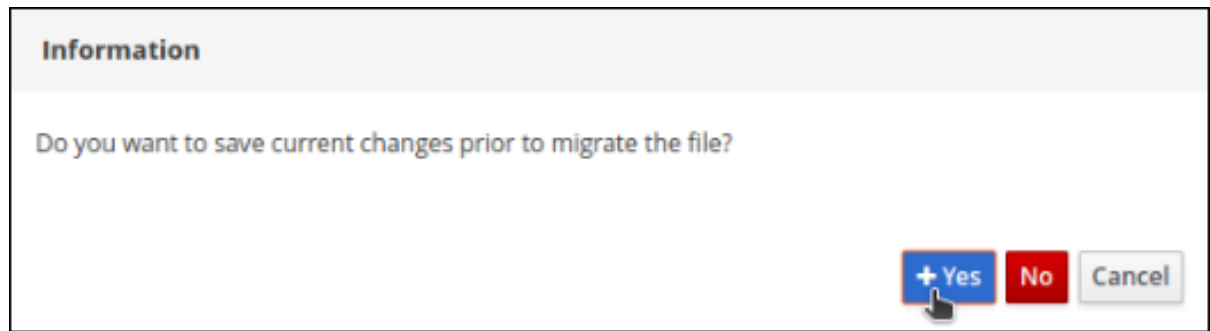 Information
Do you want to save current changes prior to migrate the file?
+ Yes No Cancel